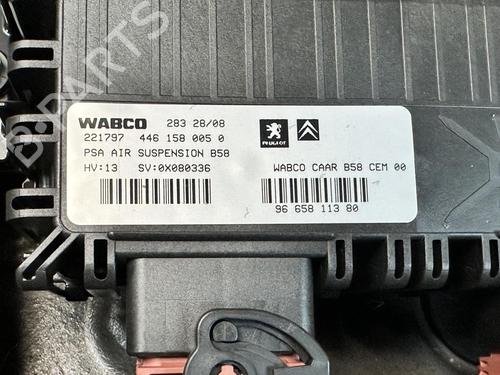 WABCO 283 28/08
221797 446 158 005 0
PSA AIR SUSPENSION B58
HV:13 SV:0X080336
PEUGEOT
WABCO CAAR B58 CEM 00
96 658 113 80
B PARTS